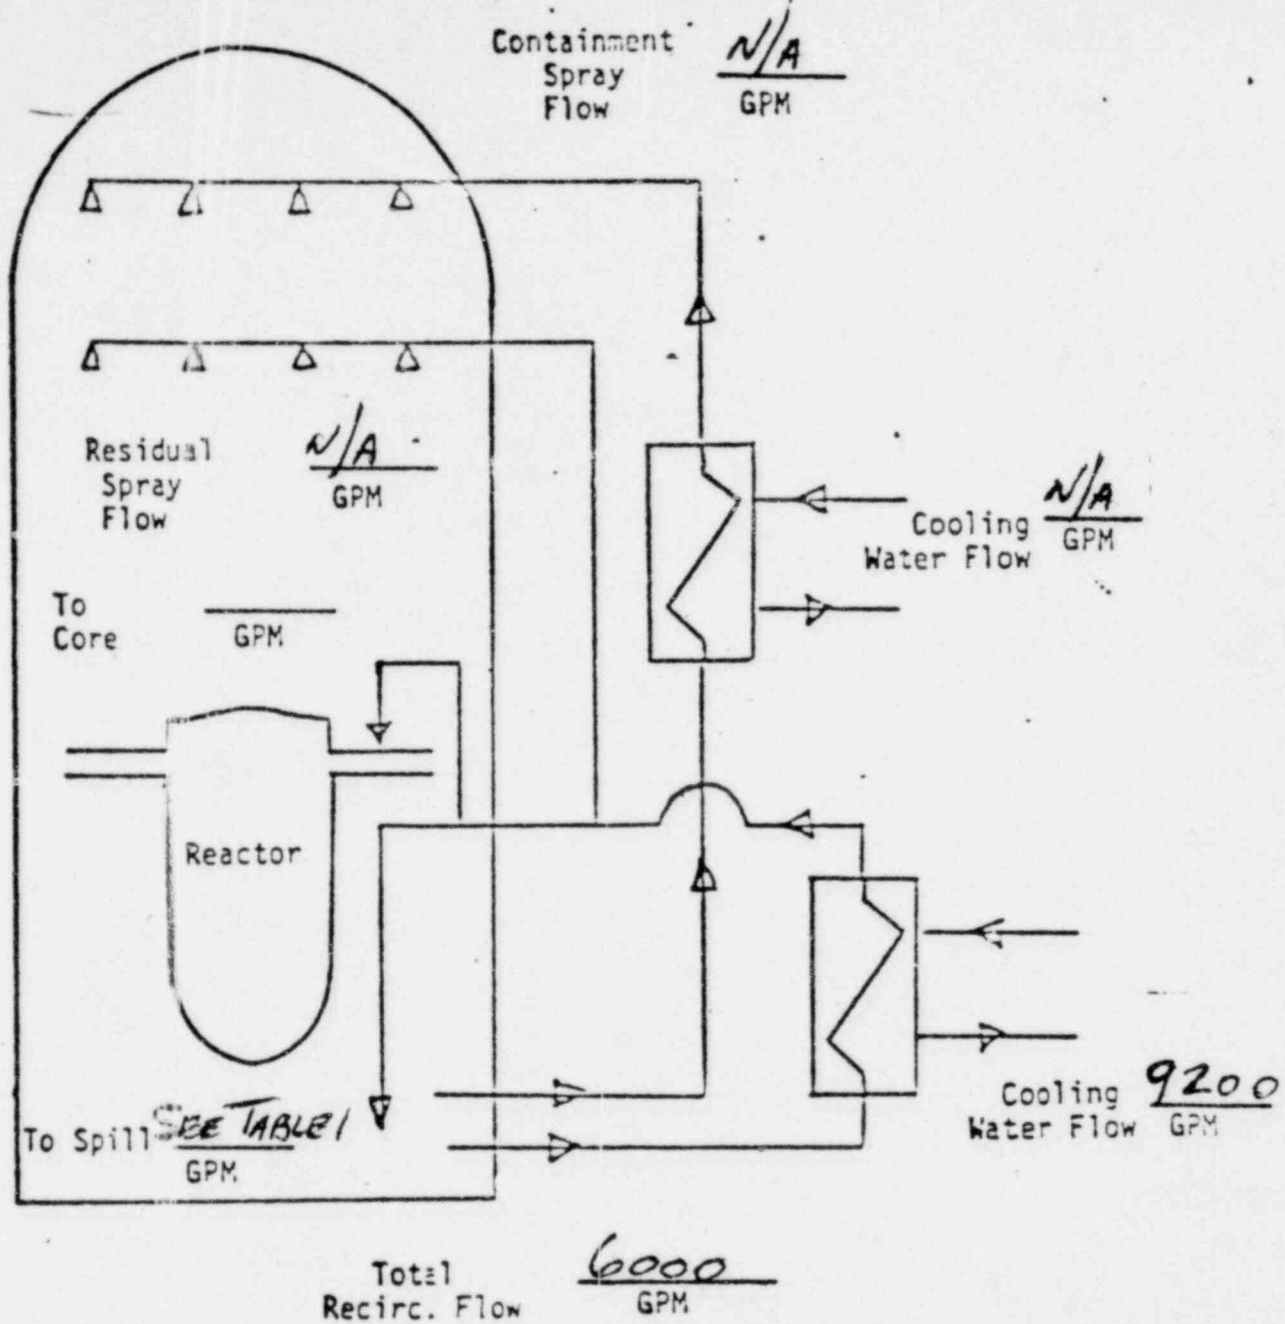 Containment N/A
Spray
Flow GPM
Residual N/A
Spray
Flow GPM
Cooling N/A
Water Flow GPM
To
Core GPM
Reactor
To Spill SEE TABLE 1
GPM
Cooling 9200
Water Flow GPM
Total 6000
Recirc. Flow GPM